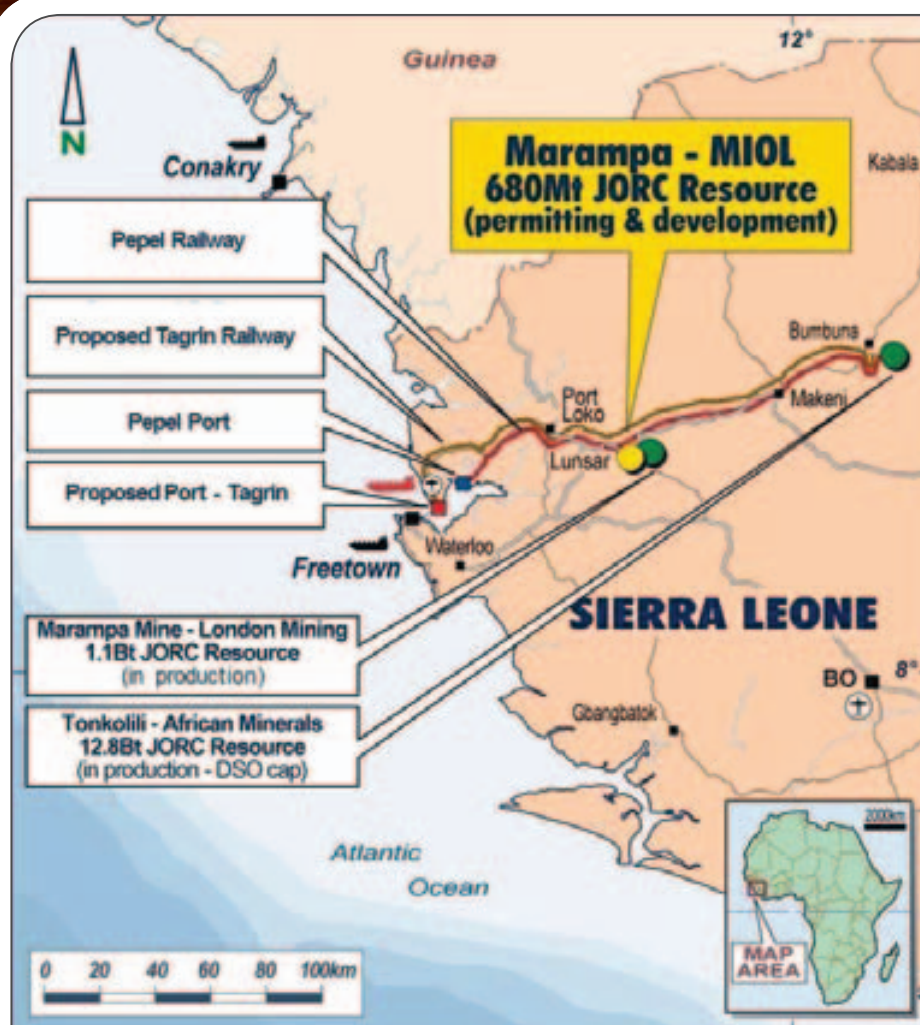 12°
Guinea
N
Conakry
Marampa - MIOL
680Mt JORC Resource
(permitting & development)
Kabala
Pepel Railway
Proposed Tagrin Railway
Bumbuna
Pepel Port
Port
Loko
Makeni
Lunsar
Proposed Port - Tagrin
Freetown
Waterloo
Marampa Mine - London Mining
1.1Bt JORC Resource
(in production)
SIERRA LEONE
BO
8°
Tonkolili - African Minerals
12.8Bt JORC Resource
(in production - DSO cap)
Gbangbatok
2000km
Atlantic
Ocean
MAP
AREA
0 20 40 60 80 100km